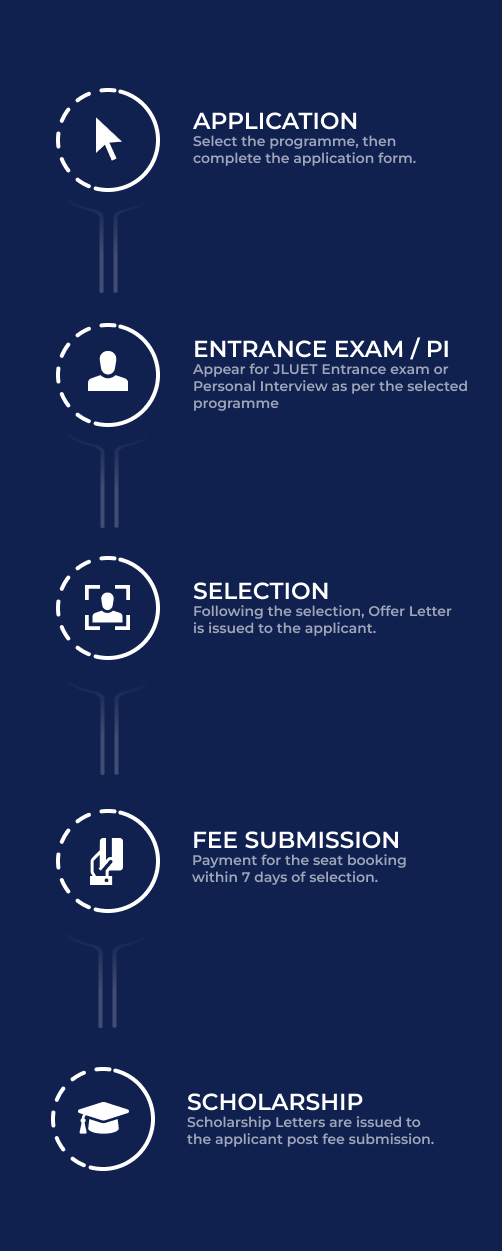 APPLICATION
Select the programme, then
complete the application form.
ENTRANCE EXAM / PI
Appear for JLUET Entrance exam or
Personal Interview as per the selected
programme
SELECTION
Following the selection, Offer Letter
is issued to the applicant.
FEE SUBMISSION
Payment for the seat booking
within 7 days of selection.
SCHOLARSHIP
Scholarship Letters are issued to
the applicant post fee submission.